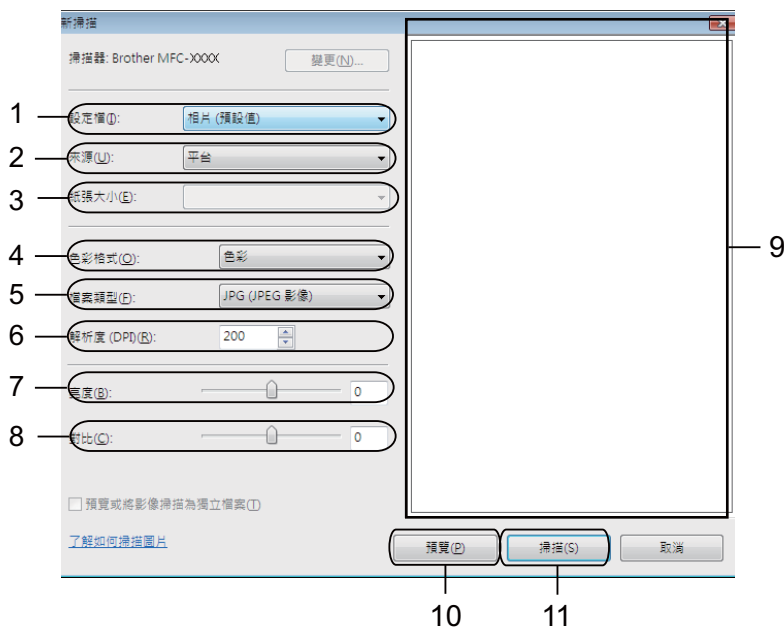 新掃描
掃描器: Brother MFC-XXXX
變更(N)...
1
設定檔(I):
相片 (預設值)
2
來源(U):
平台
3
紙張大小(E):
4
色彩格式(O):
色彩
5
檔案類型(F):
JPG (JPEG 影像)
6
解析度 (DPI)(R):
200
7
亮度(B):
0
8
對比(C):
0
9
預覽或將影像掃描為獨立檔案(T)
了解如何掃描圖片
預覽(P)
掃描(S)
取消
10
11